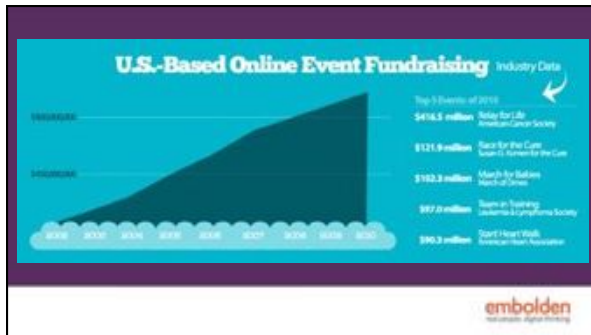 U.S.-Based Online Event Fundraising
Industry Data
Top 5 Events of 2010
$416.5 million Relay for Life
American Cancer Society
$121.9 million Race for the Cure
Susan G. Komen for the Cure
$102.3 million March for Babies
March of Dimes
$97.0 million Team in Training
Leukemia & Lymphoma Society
$90.3 million Start Heart Walk
American Heart Association
2007
embolden